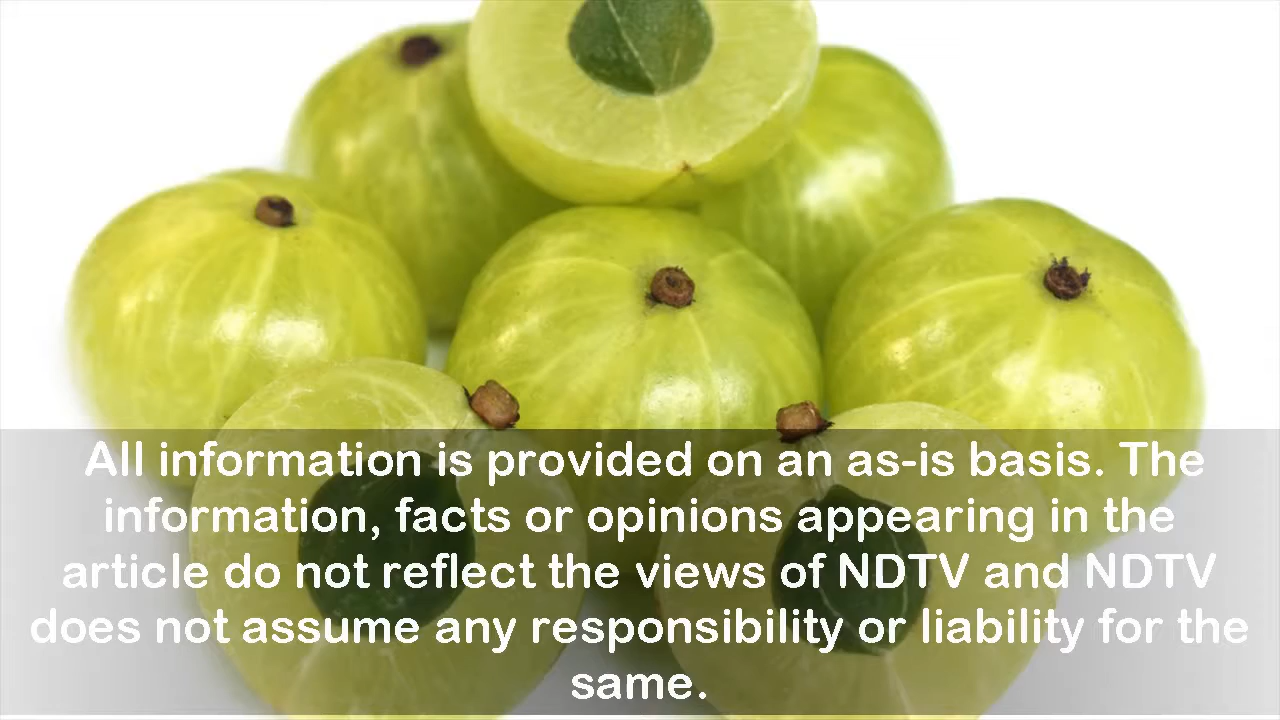 All information is provided on an as-is basis. The
information, facts or opinions appearing in the
article do not reflect the views of NDTV and NDTV
does not assume any responsibility or liability for the
same.